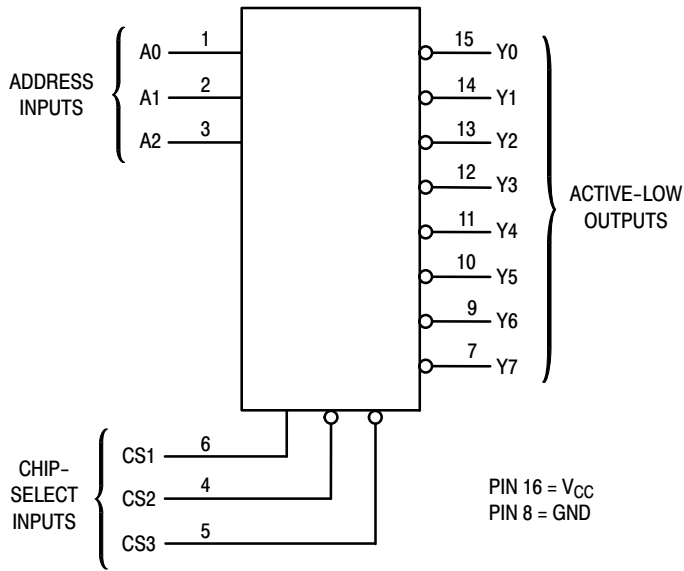 ADDRESS
INPUTS
A0 1
A1 2
A2 3
15 Y0
14 Y1
13 Y2
12 Y3
11 Y4
10 Y5
9 Y6
7 Y7
ACTIVE-LOW
OUTPUTS
CHIP-
SELECT
INPUTS
CS1 6
CS2 4
CS3 5
PIN 16 = VCC
PIN 8 = GND